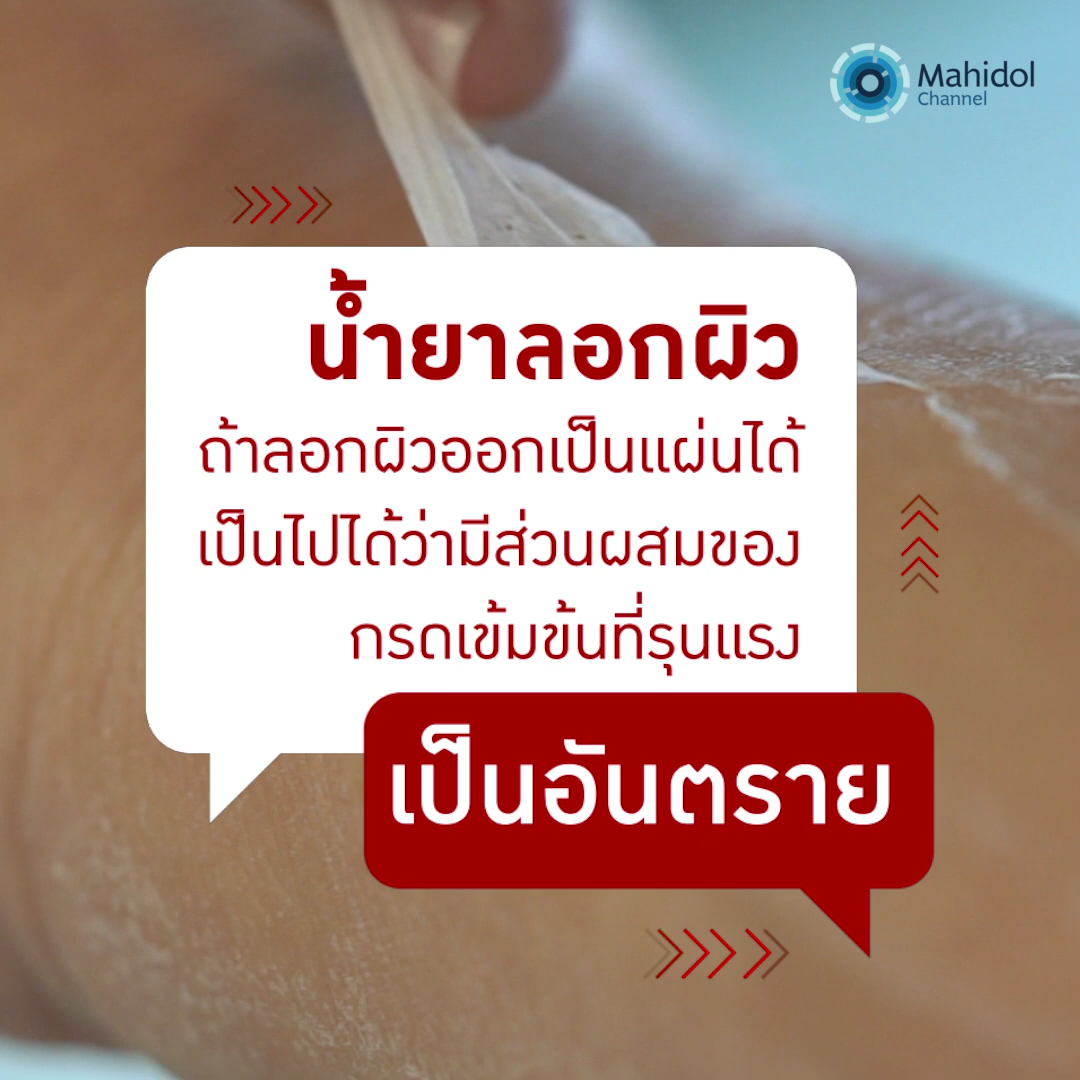 Mahidol
Channel
น้ำยาลอกผิว
ถ้าลอกผิวออกเป็นแผ่นได้
เป็นไปได้ว่ามีส่วนผสมของ
กรดเข้มข้นที่รุนแรง
เป็นอันตราย